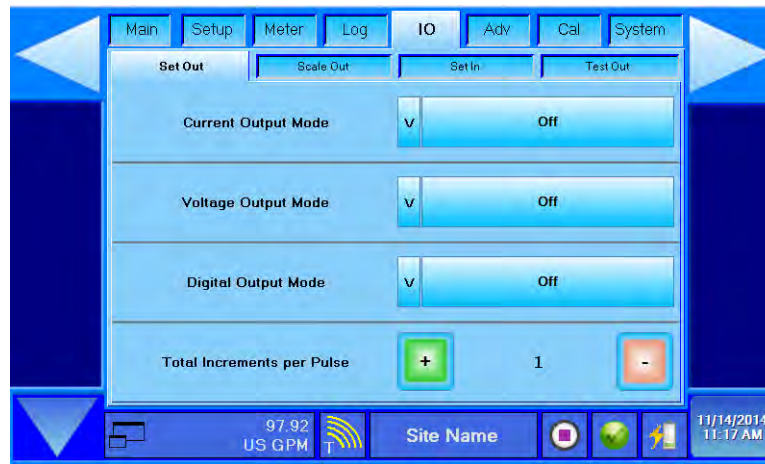 Main Setup Meter Log IO Adv Cal System
Set Out Scale Out Set In Test Out
Current Output Mode V Off
Voltage Output Mode V Off
Digital Output Mode V Off
Total Increments per Pulse + 1 -
97.92
US GPM T Site Name
11/14/2014
11:17 AM